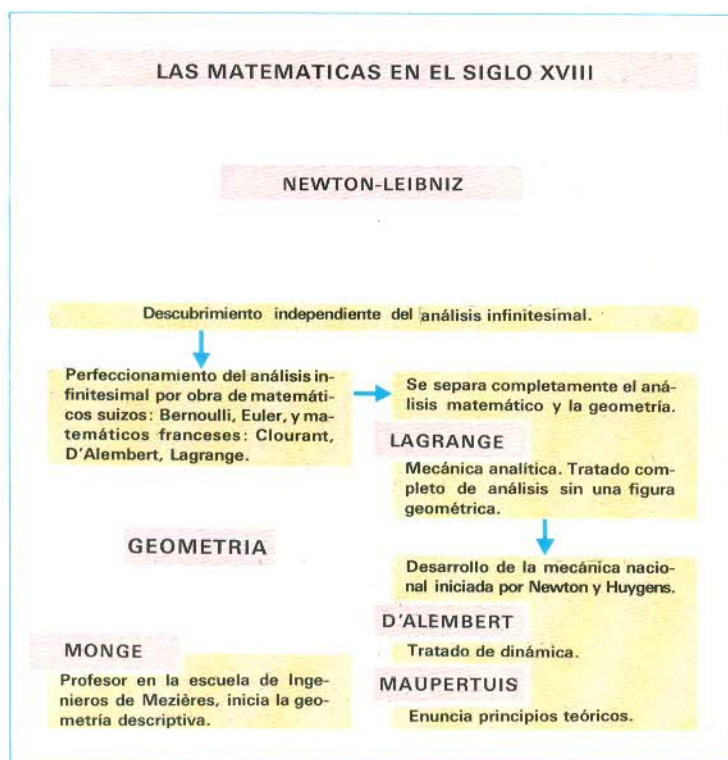 LAS MATEMATICAS EN EL SIGLO XVIII
NEWTON-LEIBNIZ
Descubrimiento independiente del análisis infinitesimal.
Perfeccionamiento del análisis in-
finitesimal por obra de matemáti-
cos suizos: Bernoulli, Euler, y ma-
temáticos franceses: Clourant,
D'Alembert, Lagrange.
Se separa completamente el aná-
lisis matemático y la geometría.
LAGRANGE
Mecánica analítica. Tratado com-
pleto de análisis sin una figura
geométrica.
Desarrollo de la mecánica nacio-
nal iniciada por Newton y Huygens.
D'ALEMBERT
Tratado de dinámica.
MAUPERTUIS
Enuncia principios teóricos.
GEOMETRIA
MONGE
Profesor en la escuela de Inge-
nieros de Mezières, inicia la geo-
metría descriptiva.